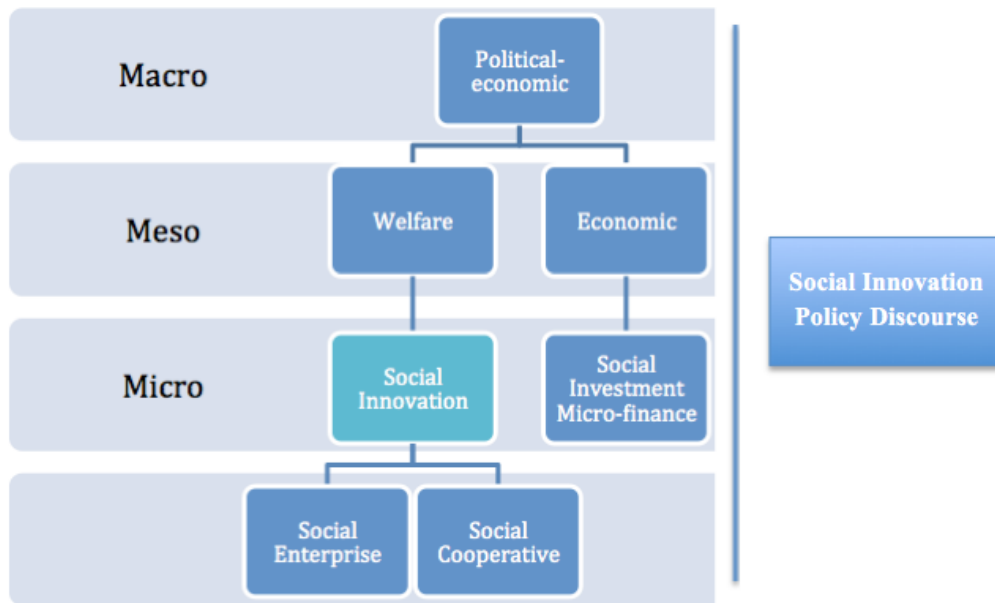 Macro
Political-
economic
Meso
Welfare
Economic
Social Innovation
Policy Discourse
Micro
Social
Innovation
Social
Investment
Micro-finance
Social
Enterprise
Social
Cooperative